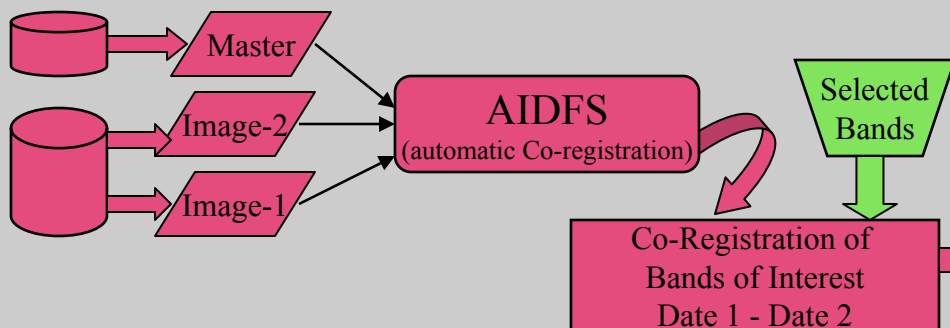 Master
Image-2
Image-1
AIDFS
(automatic Co-registration)
Selected
Bands
Co-Registration of
Bands of Interest
Date 1 - Date 2